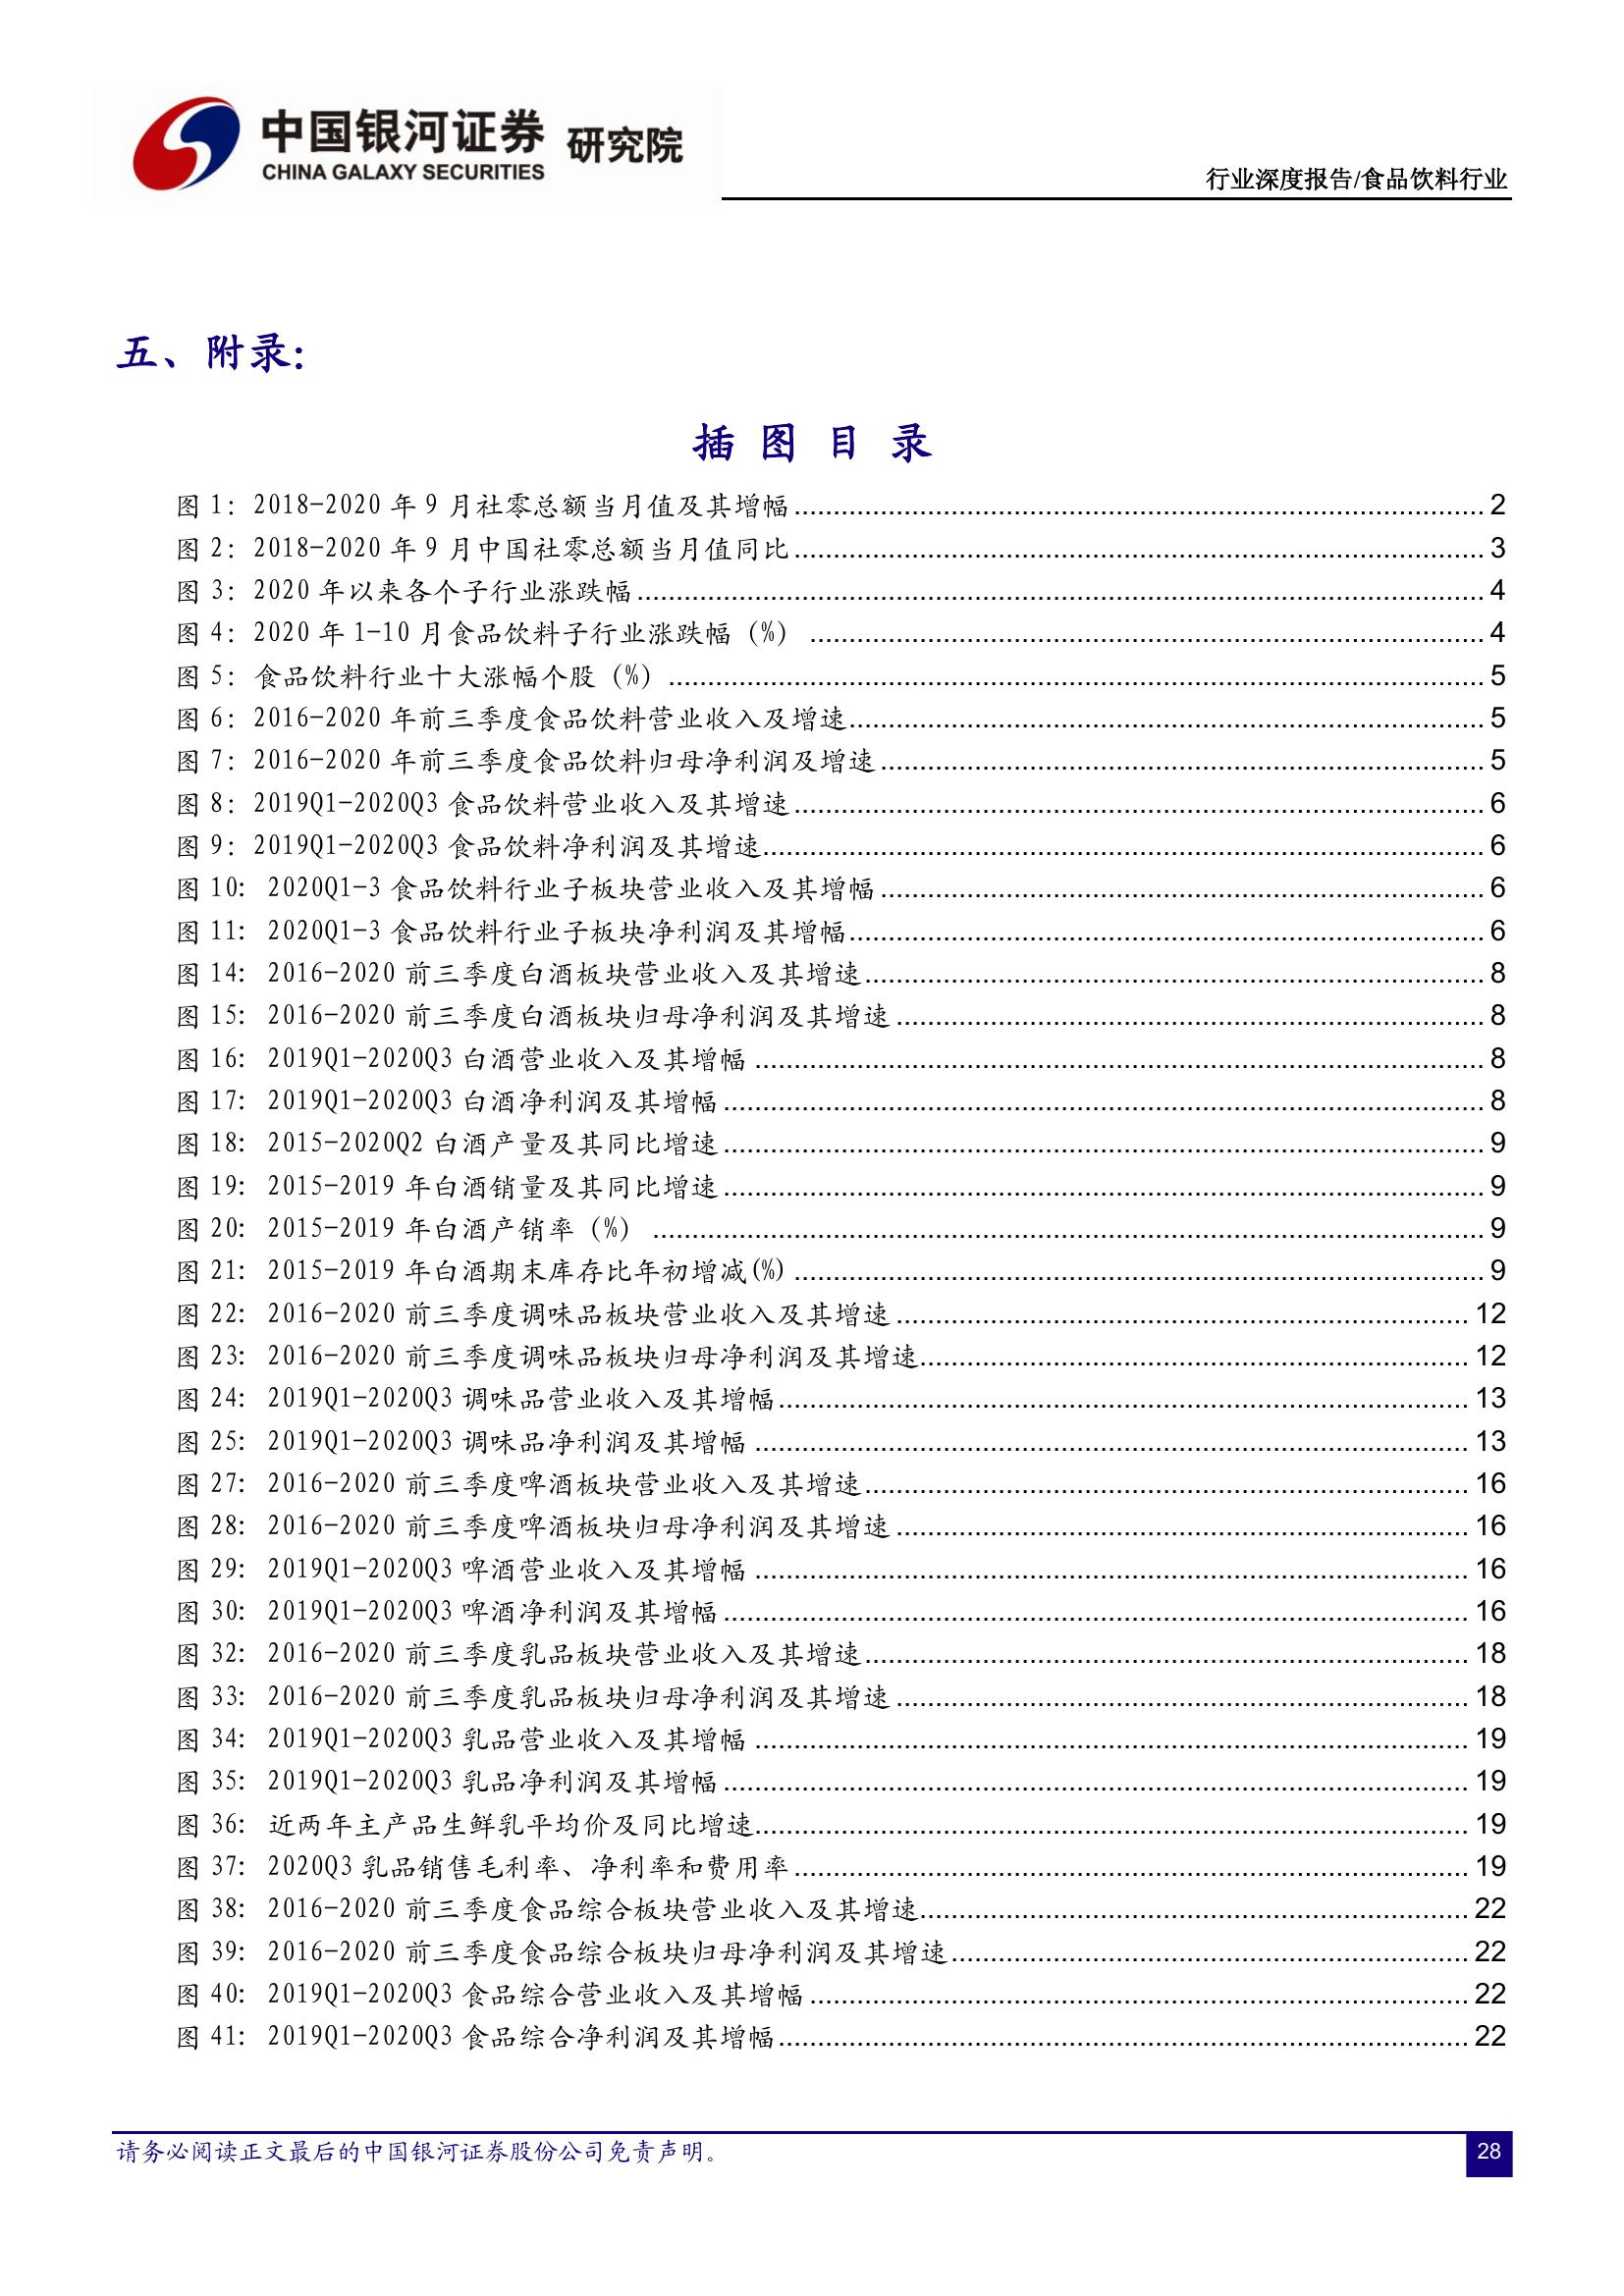 中国银河证券 研究院
CHINA GALAXY SECURITIES
行业深度报告/食品饮料行业
五、附录:
插 图 目 录
图 1：2018-2020 年 9 月社零总额当月值及其增幅........2
图 2：2018-2020 年 9 月中国社零总额当月值同比........3
图 3：2020 年以来各个子行业涨跌幅........4
图 4：2020 年 1-10 月食品饮料子行业涨跌幅（%）........4
图 5：食品饮料行业十大涨幅个股（%）........5
图 6：2016-2020 年前三季度食品饮料营业收入及增速........5
图 7：2016-2020 年前三季度食品饮料归母净利润及增速........5
图 8：2019Q1-2020Q3 食品饮料营业收入及其增速........6
图 9：2019Q1-2020Q3 食品饮料净利润及其增速........6
图 10：2020Q1-3 食品饮料行业子板块营业收入及其增幅........6
图 11：2020Q1-3 食品饮料行业子板块净利润及其增幅........6
图 14：2016-2020 前三季度白酒板块营业收入及其增速........8
图 15：2016-2020 前三季度白酒板块归母净利润及其增速........8
图 16：2019Q1-2020Q3 白酒营业收入及其增幅........8
图 17：2019Q1-2020Q3 白酒净利润及其增幅........8
图 18：2015-2020Q2 白酒产量及其同比增速........9
图 19：2015-2019 年白酒销量及其同比增速........9
图 20：2015-2019 年白酒产销率（%）........9
图 21：2015-2019 年白酒期末库存比年初增减(%)........9
图 22：2016-2020 前三季度调味品板块营业收入及其增速........12
图 23：2016-2020 前三季度调味品板块归母净利润及其增速........12
图 24：2019Q1-2020Q3 调味品营业收入及其增幅........13
图 25：2019Q1-2020Q3 调味品净利润及其增幅........13
图 27：2016-2020 前三季度啤酒板块营业收入及其增速........16
图 28：2016-2020 前三季度啤酒板块归母净利润及其增速........16
图 29：2019Q1-2020Q3 啤酒营业收入及其增幅........16
图 30：2019Q1-2020Q3 啤酒净利润及其增幅........16
图 32：2016-2020 前三季度乳品板块营业收入及其增速........18
图 33：2016-2020 前三季度乳品板块归母净利润及其增速........18
图 34：2019Q1-2020Q3 乳品营业收入及其增幅........19
图 35：2019Q1-2020Q3 乳品净利润及其增幅........19
图 36：近两年主产品生鲜乳平均价及同比增速........19
图 37：2020Q3 乳品销售毛利率、净利率和费用率........19
图 38：2016-2020 前三季度食品综合板块营业收入及其增速........22
图 39：2016-2020 前三季度食品综合板块归母净利润及其增速........22
图 40：2019Q1-2020Q3 食品综合营业收入及其增幅........22
图 41：2019Q1-2020Q3 食品综合净利润及其增幅........22
请务必阅读正文最后的中国银河证券股份公司免责声明。
28